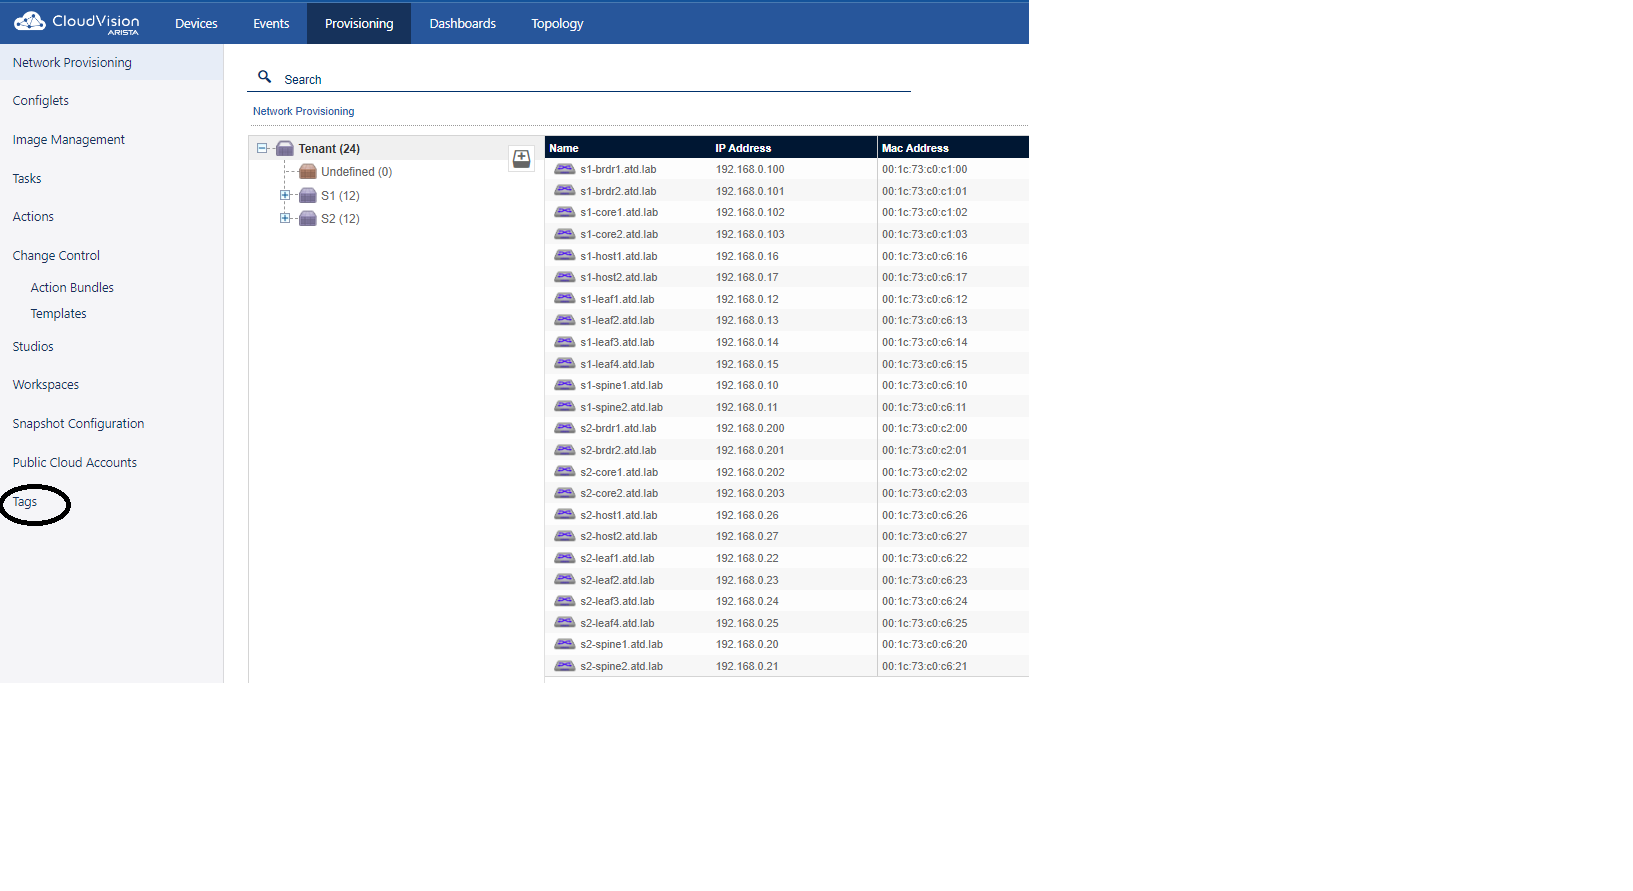 CloudVision
ARISTA
Devices Events Provisioning Dashboards Topology
Network Provisioning
Configlets
Image Management
Tasks
Actions
Change Control
Action Bundles
Templates
Studios
Workspaces
Snapshot Configuration
Public Cloud Accounts
Tags
Search
Network Provisioning
Tenant (24)
Undefined (0)
S1 (12)
S2 (12)
Name IP Address Mac Address
s1-brdr1.atd.lab 192.168.0.100 00:1c:73:c0:c1:00
s1-brdr2.atd.lab 192.168.0.101 00:1c:73:c0:c1:01
s1-core1.atd.lab 192.168.0.102 00:1c:73:c0:c1:02
s1-core2.atd.lab 192.168.0.103 00:1c:73:c0:c1:03
s1-host1.atd.lab 192.168.0.16 00:1c:73:c0:c6:16
s1-host2.atd.lab 192.168.0.17 00:1c:73:c0:c6:17
s1-leaf1.atd.lab 192.168.0.12 00:1c:73:c0:c6:12
s1-leaf2.atd.lab 192.168.0.13 00:1c:73:c0:c6:13
s1-leaf3.atd.lab 192.168.0.14 00:1c:73:c0:c6:14
s1-leaf4.atd.lab 192.168.0.15 00:1c:73:c0:c6:15
s1-spine1.atd.lab 192.168.0.10 00:1c:73:c0:c6:10
s1-spine2.atd.lab 192.168.0.11 00:1c:73:c0:c6:11
s2-brdr1.atd.lab 192.168.0.200 00:1c:73:c0:c2:00
s2-brdr2.atd.lab 192.168.0.201 00:1c:73:c0:c2:01
s2-core1.atd.lab 192.168.0.202 00:1c:73:c0:c2:02
s2-core2.atd.lab 192.168.0.203 00:1c:73:c0:c2:03
s2-host1.atd.lab 192.168.0.26 00:1c:73:c0:c6:26
s2-host2.atd.lab 192.168.0.27 00:1c:73:c0:c6:27
s2-leaf1.atd.lab 192.168.0.22 00:1c:73:c0:c6:22
s2-leaf2.atd.lab 192.168.0.23 00:1c:73:c0:c6:23
s2-leaf3.atd.lab 192.168.0.24 00:1c:73:c0:c6:24
s2-leaf4.atd.lab 192.168.0.25 00:1c:73:c0:c6:25
s2-spine1.atd.lab 192.168.0.20 00:1c:73:c0:c6:20
s2-spine2.atd.lab 192.168.0.21 00:1c:73:c0:c6:21